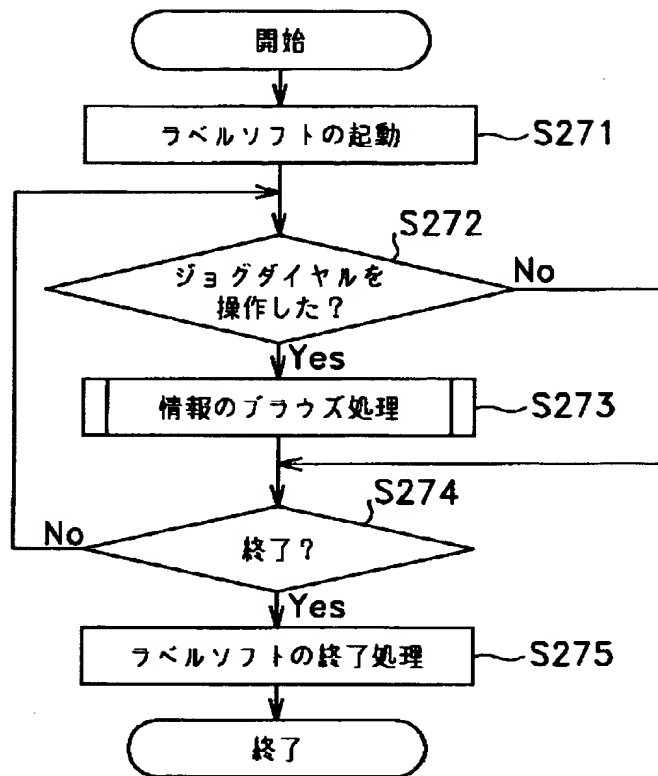 開始
ラベルソフトの起動
S271
S272
ジョグダイヤルを
操作した?
No
Yes
情報のブラウズ処理
S273
S274
No
終了?
Yes
ラベルソフトの終了処理
S275
終了